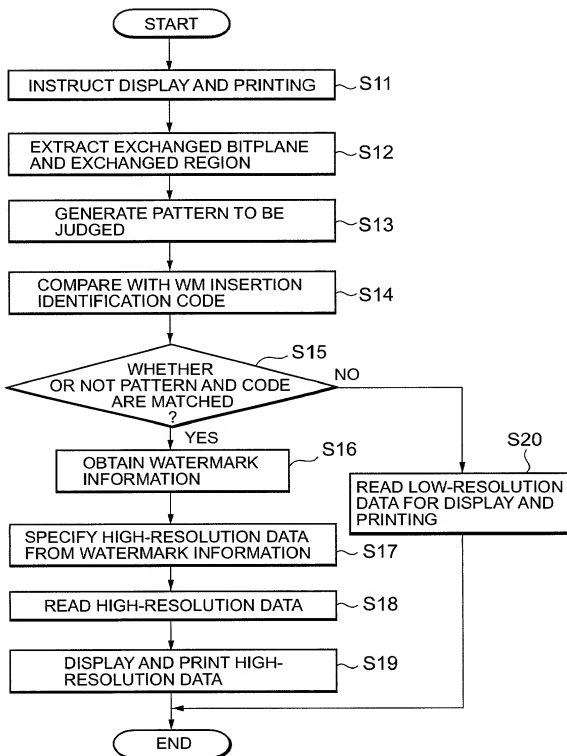 START
INSTRUCT DISPLAY AND PRINTING
S11
EXTRACT EXCHANGED BITPLANE
AND EXCHANGED REGION
S12
GENERATE PATTERN TO BE
JUDGED
S13
COMPARE WITH WM INSERTION
IDENTIFICATION CODE
S14
S15
WHETHER
OR NOT PATTERN AND CODE
ARE MATCHED
?
NO
YES
OBTAIN WATERMARK
INFORMATION
S16
S20
READ LOW-RESOLUTION
DATA FOR DISPLAY AND
PRINTING
SPECIFY HIGH-RESOLUTION DATA
FROM WATERMARK INFORMATION
S17
READ HIGH-RESOLUTION DATA
S18
DISPLAY AND PRINT HIGH-
RESOLUTION DATA
S19
END